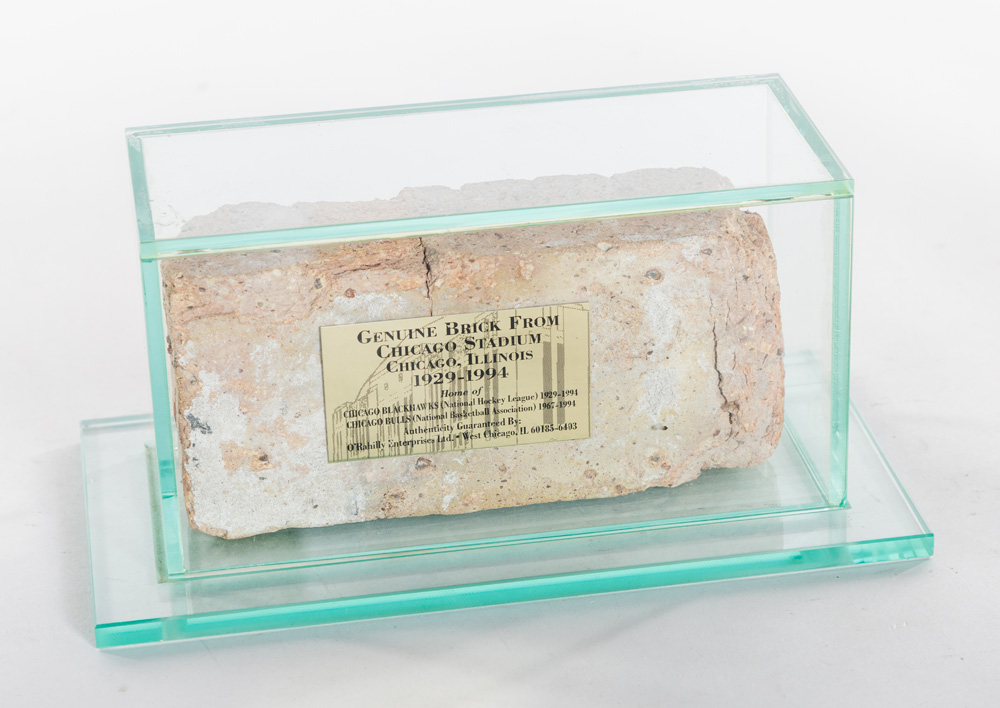 GENUINE BRICK FROM
CHICAGO STADIUM
CHICAGO, ILLINOIS
1929-1994
Home of
CHICAGO BLACKHAWKS (National Hockey League) 1929-1994
CHICAGO BULLS (National Basketball Association) 1967-1994
Authenticity Guaranteed By:
O'Rahilly Enterprises Ltd. • West Chicago, IL 60185-6493